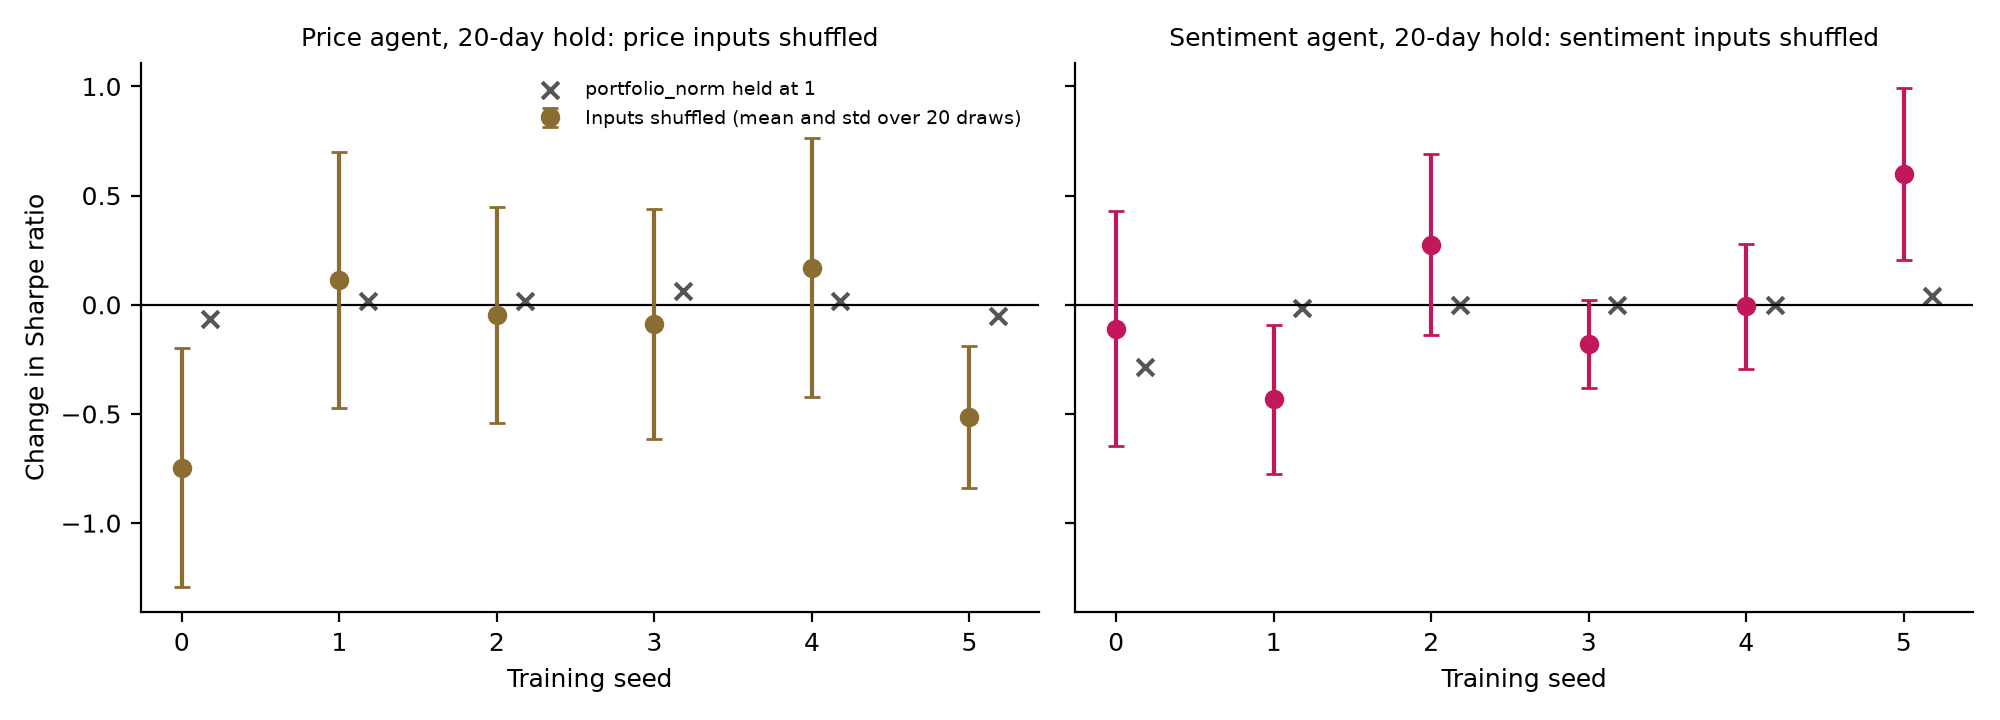 Price agent, 20-day hold: price inputs shuffled
Sentiment agent, 20-day hold: sentiment inputs shuffled
portfolio_norm held at 1
Inputs shuffled (mean and std over 20 draws)
Change in Sharpe ratio
1.0
0.5
0.0
−0.5
−1.0
0 1 2 3 4 5
Training seed
0 1 2 3 4 5
Training seed